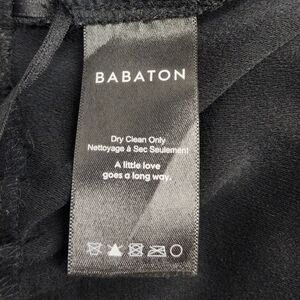 BABATON
Dry Clean Only
Nettoyage à Sec Seulement
A little love
goes a long way.